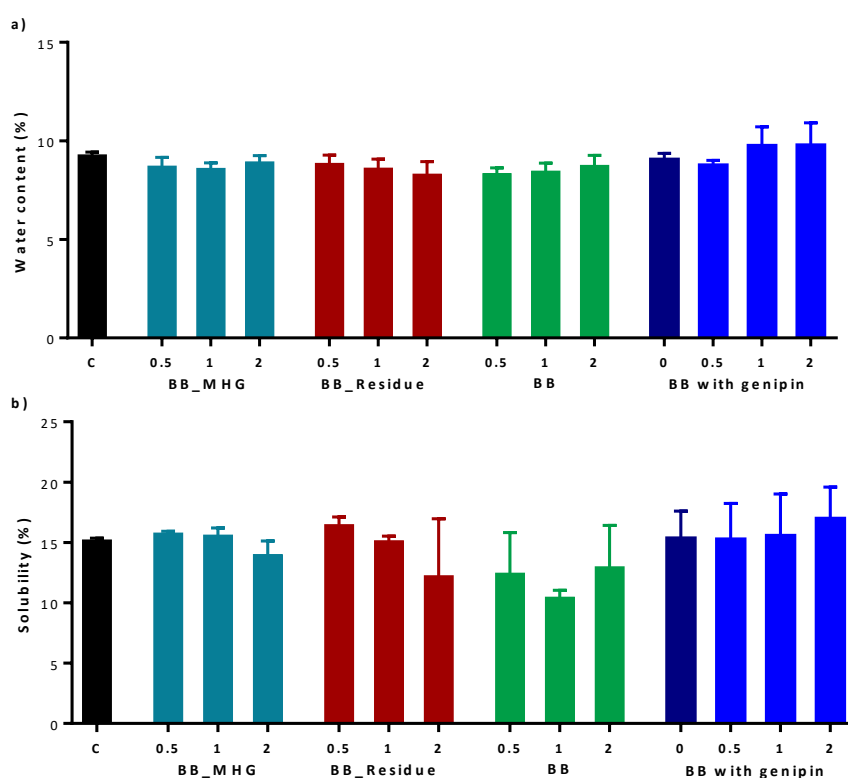 a)
15
10
5
0
Water content (%)
C 0.5 1 2 0.5 1 2 0.5 1 2 0 0.5 1 2
BB_MHG BB_Residue BB BB with genipin
b)
25
20
15
10
5
0
Solubility (%)
C 0.5 1 2 0.5 1 2 0.5 1 2 0 0.5 1 2
BB_MHG BB_Residue BB BB with genipin